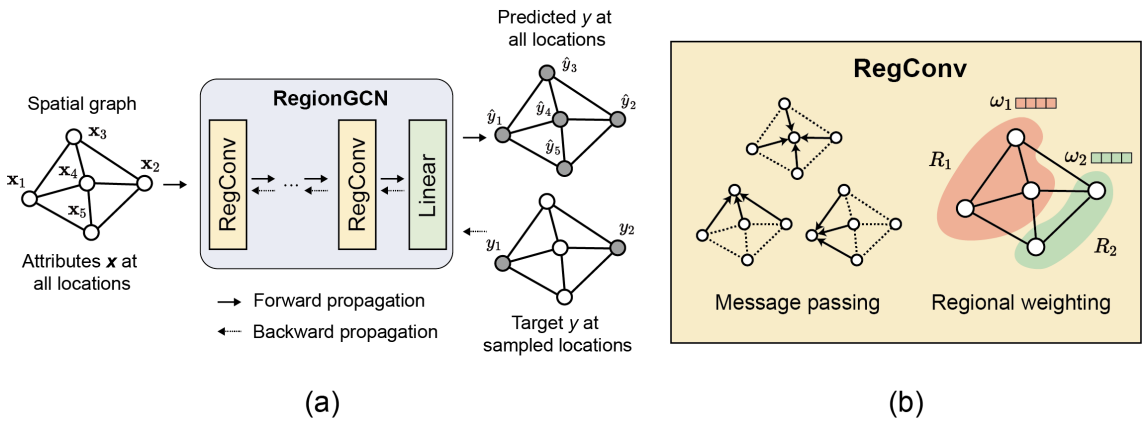 Spatial graph
x₃
x₂
x₄
x₁
x₅
Attributes x at
all locations
RegionGCN
RegConv
...
RegConv
Linear
Forward propagation
Backward propagation
Predicted y at
all locations
ŷ₃
ŷ₂
ŷ₄
ŷ₁
ŷ₅
y₁
y₂
Target y at
sampled locations
(a)
RegConv
ω₁
ω₂
R₁
R₂
Message passing
Regional weighting
(b)